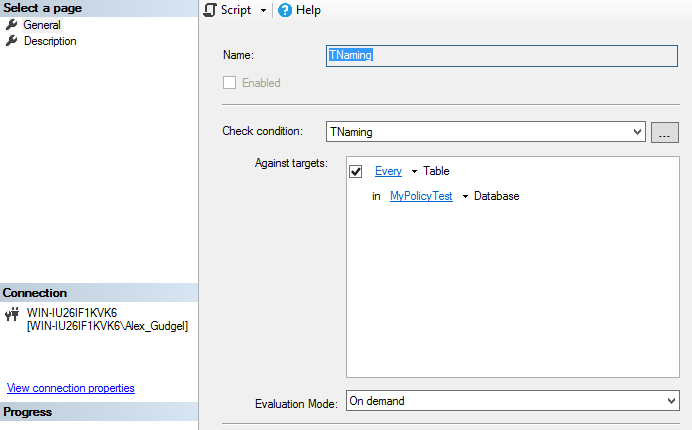 Select a page
General
Description
Script
Help
Name:
TNaming
Enabled
Check condition:
TNaming
...
Against targets:
Every Table
in MyPolicyTest Database
Evaluation Mode:
On demand
Connection
WIN-IU26IF1KVK6
[WIN-IU26IF1KVK6\Alex_Gudgel]
View connection properties
Progress